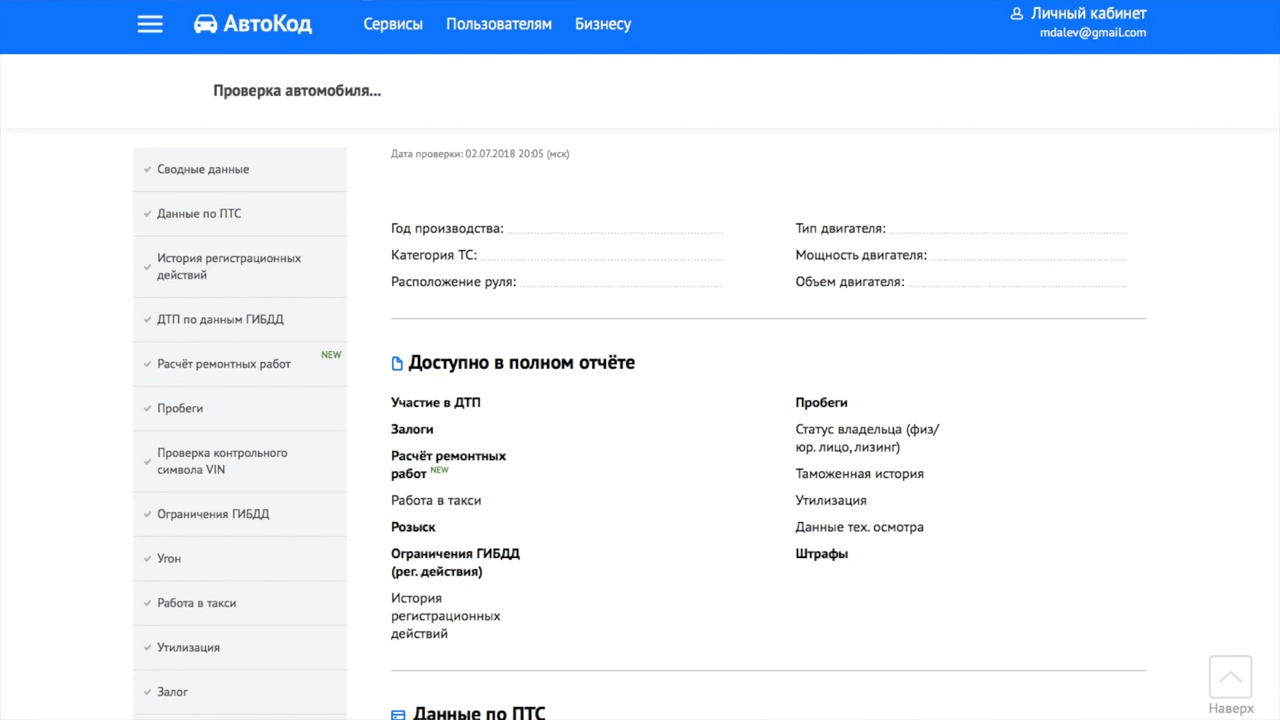 АвтоКод
Сервисы
Пользователям
Бизнесу
Личный кабинет
mdalev@gmail.com
Проверка автомобиля...
Сводные данные
Данные по ПТС
История регистрационных
действий
ДТП по данным ГИБДД
NEW
Расчёт ремонтных работ
Пробеги
Проверка контрольного
символа VIN
Ограничения ГИБДД
Угон
Работа в такси
Утилизация
Залог
Дата проверки: 02.07.2018 20:05 (мск)
Год производства:
Категория ТС:
Расположение руля:
Тип двигателя:
Мощность двигателя:
Объем двигателя:
Доступно в полном отчёте
Участие в ДТП
Залоги
Расчёт ремонтных
работ NEW
Работа в такси
Розыск
Ограничения ГИБДД
(рег. действия)
История
регистрационных
действий
Пробеги
Статус владельца (физ/
юр. лицо, лизинг)
Таможенная история
Утилизация
Данные тех. осмотра
Штрафы
Данные по ПТС
Наверх